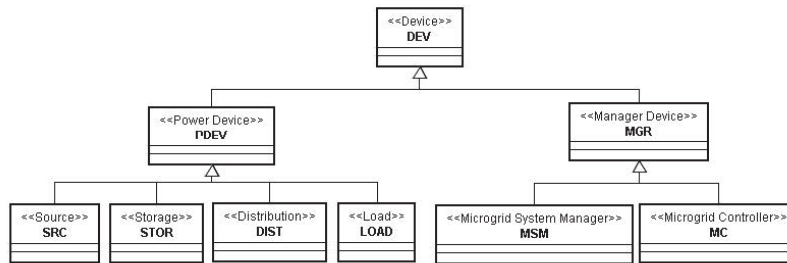 <<Device>>
DEV
<<Power Device>>
PDEV
<<Manager Device>>
MGR
<<Source>>
SRC
<<Storage>>
STOR
<<Distribution>>
DIST
<<Load>>
LOAD
<<Microgrid System Manager>>
MSM
<<Microgrid Controller>>
MC